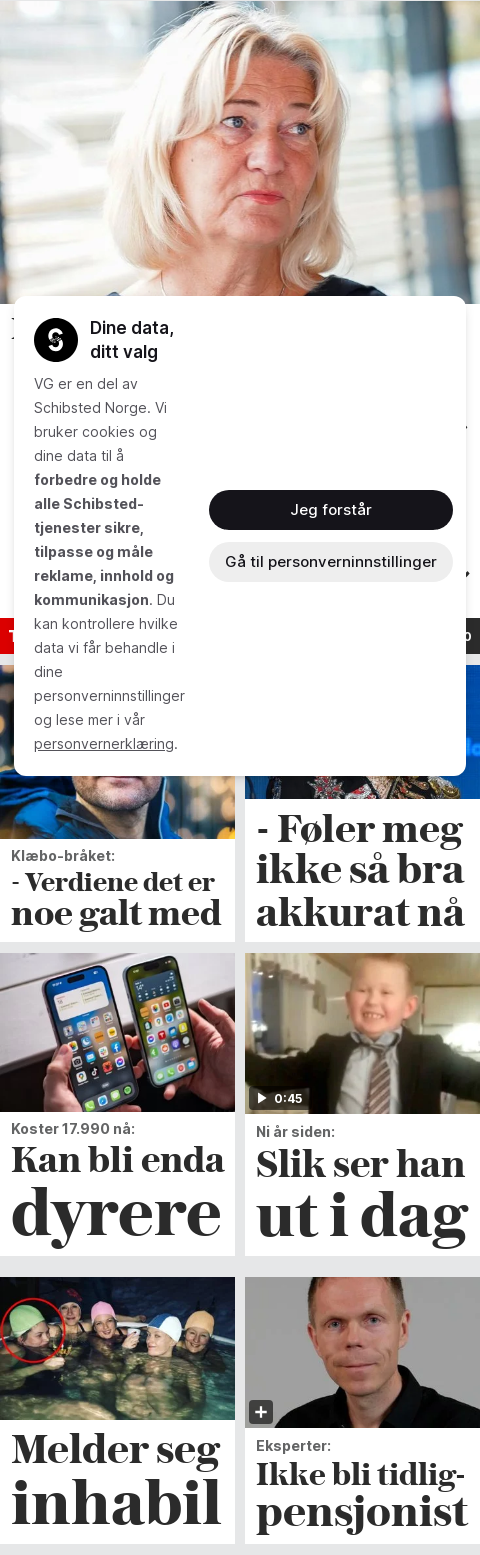 Dine data,
ditt valg
VG er en del av
Schibsted Norge. Vi
bruker cookies og
dine data til å
forbedre og holde
alle Schibsted-
tjenester sikre,
tilpasse og måle
reklame, innhold og
kommunikasjon. Du
kan kontrollere hvilke
data vi får behandle i
dine
personverninnstillinger
og lese mer i vår
personvernerklæring.
Jeg forstår
Gå til personverninnstillinger
Klæbo-bråket:
- Verdiene det er
noe galt med
- Føler meg
ikke så bra
akkurat nå
Koster 17.990 nå:
Kan bli enda
dyrere
0:45
Ni år siden:
Slik ser han
ut i dag
Melder seg
inhabil
Eksperter:
Ikke bli tidlig-
pensjonist